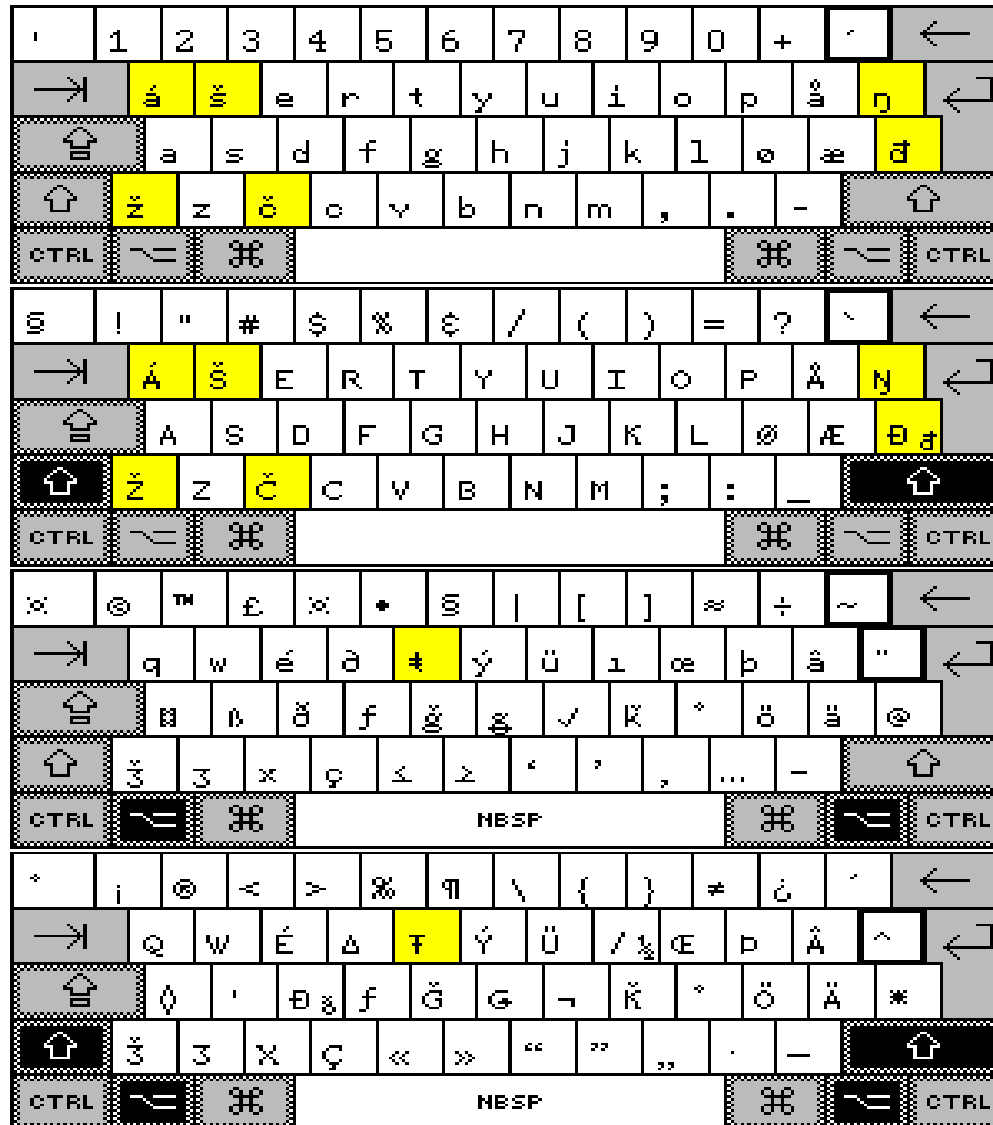 ' 1 2 3 4 5 6 7 8 9 0 + ´
á š e r t y u i o p å ŋ
a s d f g h j k l ø æ đ
ž z č c v b n m , . -
CTRL ⌥ ⌘ ⌘ ⌥ CTRL
§ ! " # $ % / ( ) = ? `
Á Š E R T Y U I O P Å Ŋ
A S D F G H J K L Ø Æ Đ đ
Ž Z Č C V B N M ; : _
CTRL ⌥ ⌘ ⌘ ⌥ CTRL
¤ © ™ £ ¤ • § | [ ] ≈ ÷ ~
q w é ∂ ŧ ý ü ı œ þ â ¨
ß ƒ ǧ ǥ √ ǩ ° ö ä @
ǯ ʒ x ç ≤ ≥ ‘ ’ ‚ … –
CTRL ⌥ ⌘ NBSP ⌘ ⌥ CTRL
° ¡ ® < > ‰ ¶ \ { } ≠ ¿ ´
Q W É ∆ Ŧ Ý Ü / Œ Þ Â ^
◊ ' Đ ƒ Ǧ Ǥ ¬ Ǩ ° Ö Ä *
Ǯ Ʒ X Ç « » “ ” „ · —
CTRL ⌥ ⌘ NBSP ⌘ ⌥ CTRL